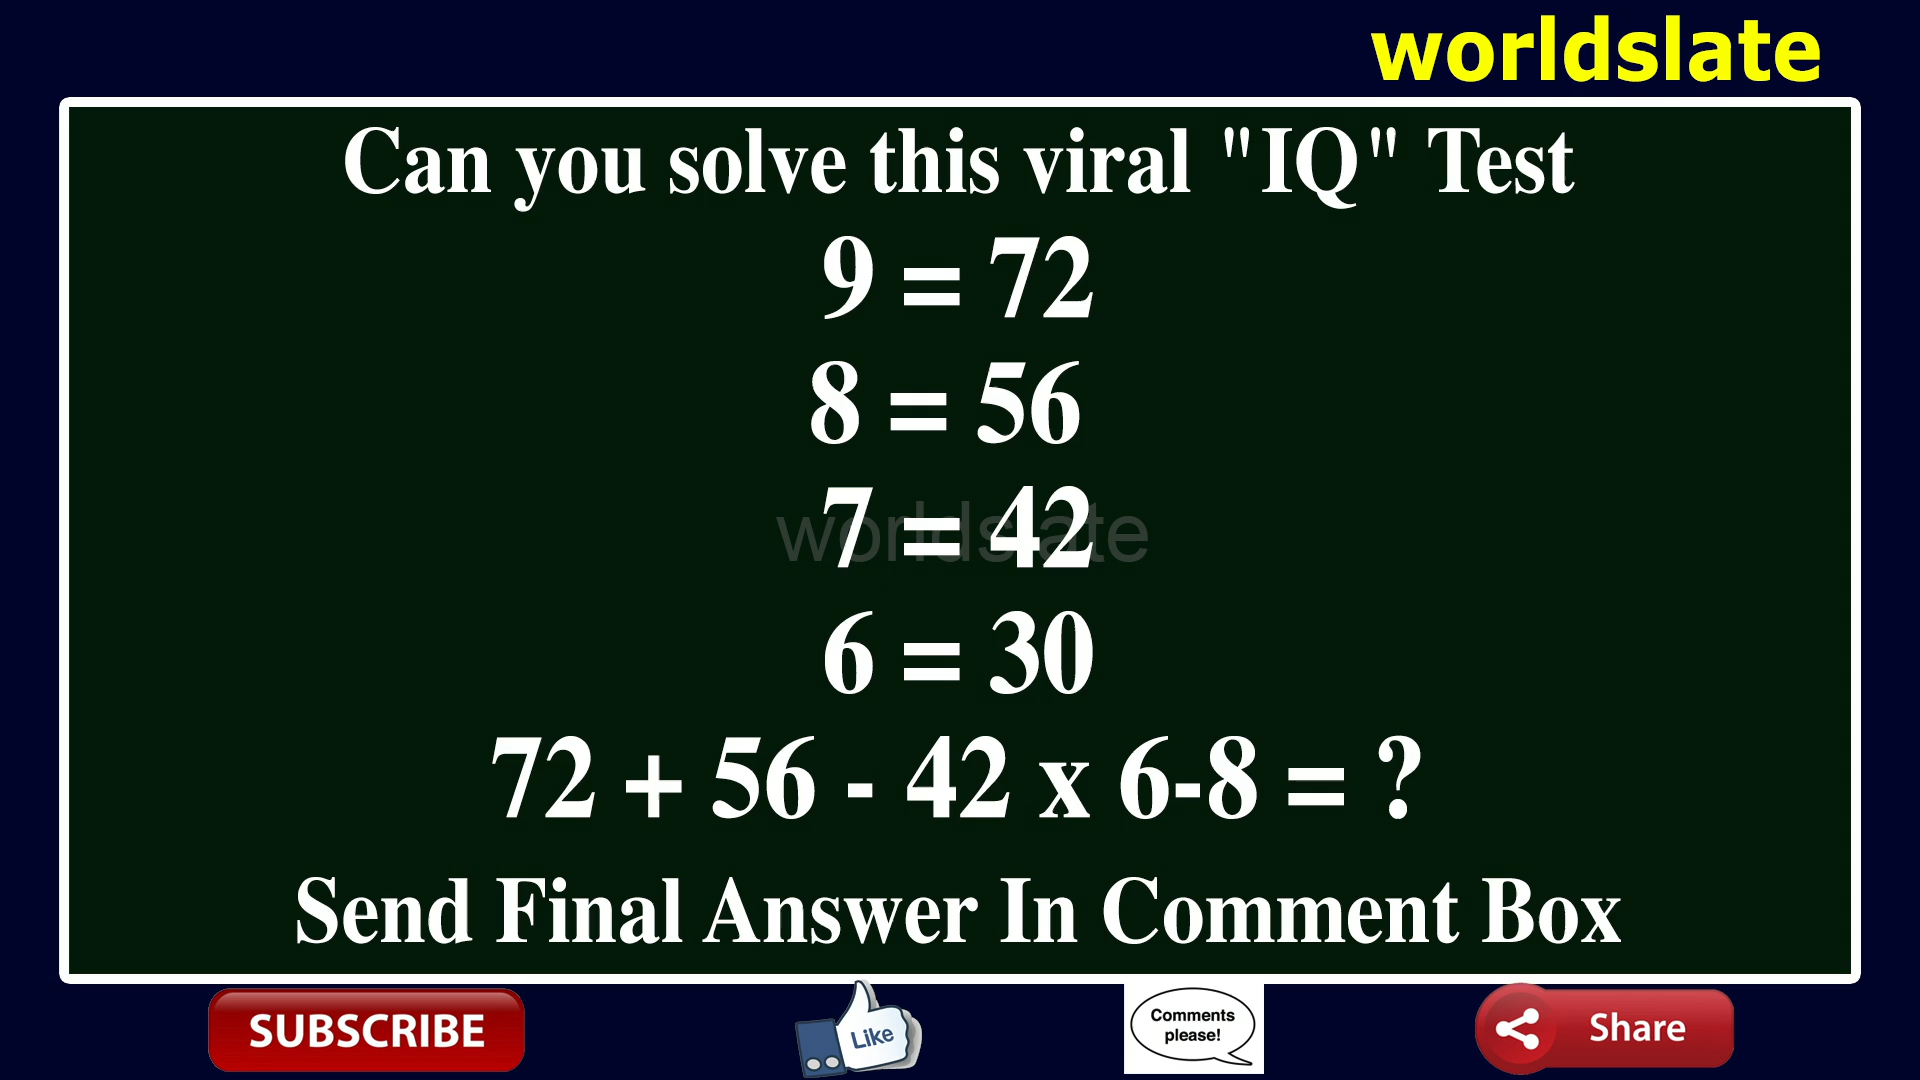 worldslate
Can you solve this viral "IQ" Test
9 = 72
8 = 56
7 = 42
worldslate
6 = 30
72 + 56 - 42 x 6-8 = ?
Send Final Answer In Comment Box
SUBSCRIBE
Like
Comments
please!
Share